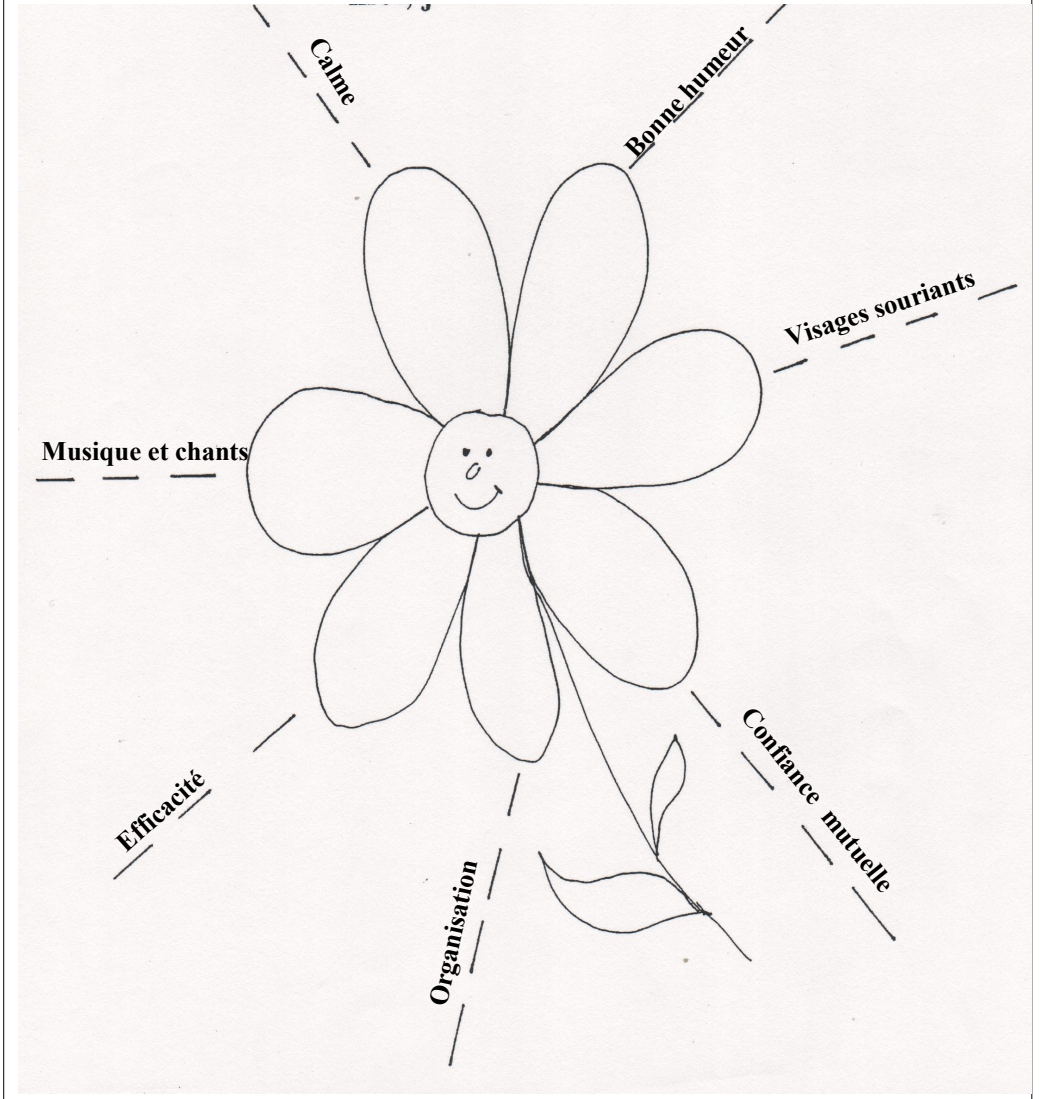 Calme
Bonne humeur
Visages souriants
Musique et chants
Confiance mutuelle
Efficacité
Organisation